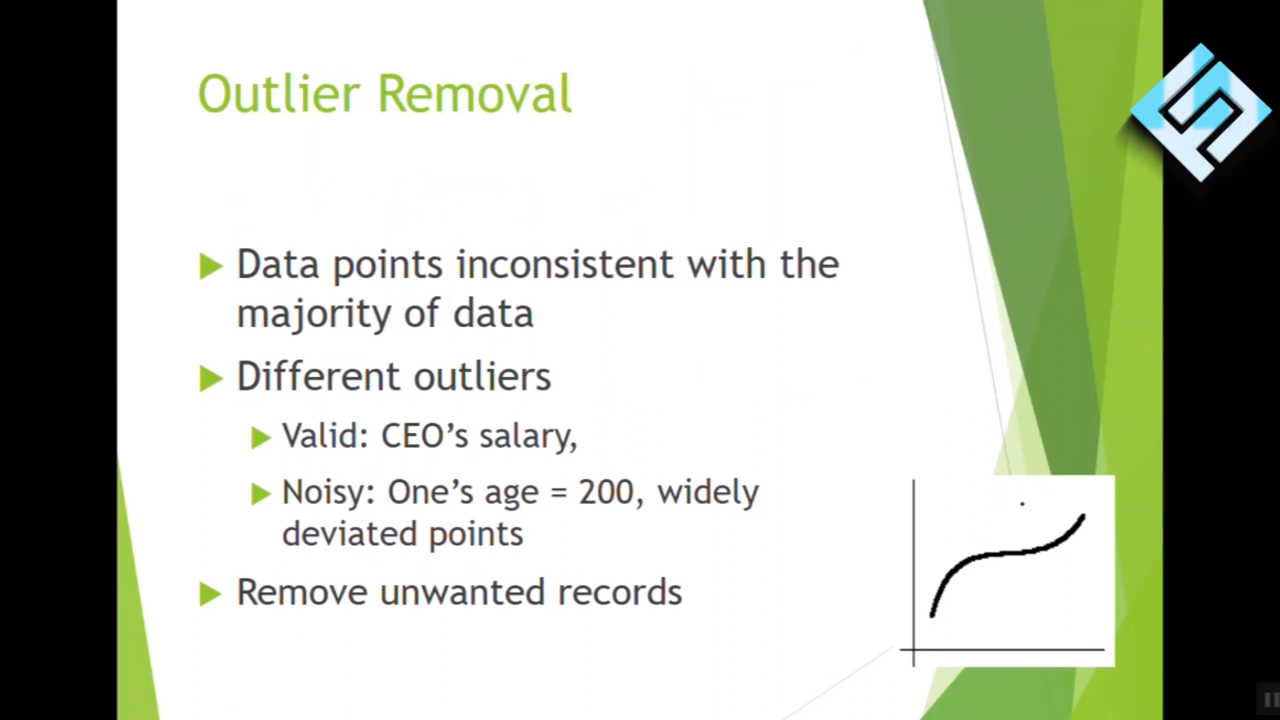 Outlier Removal
Data points inconsistent with the
majority of data
Different outliers
Valid: CEO’s salary,
Noisy: One’s age = 200, widely
deviated points
Remove unwanted records